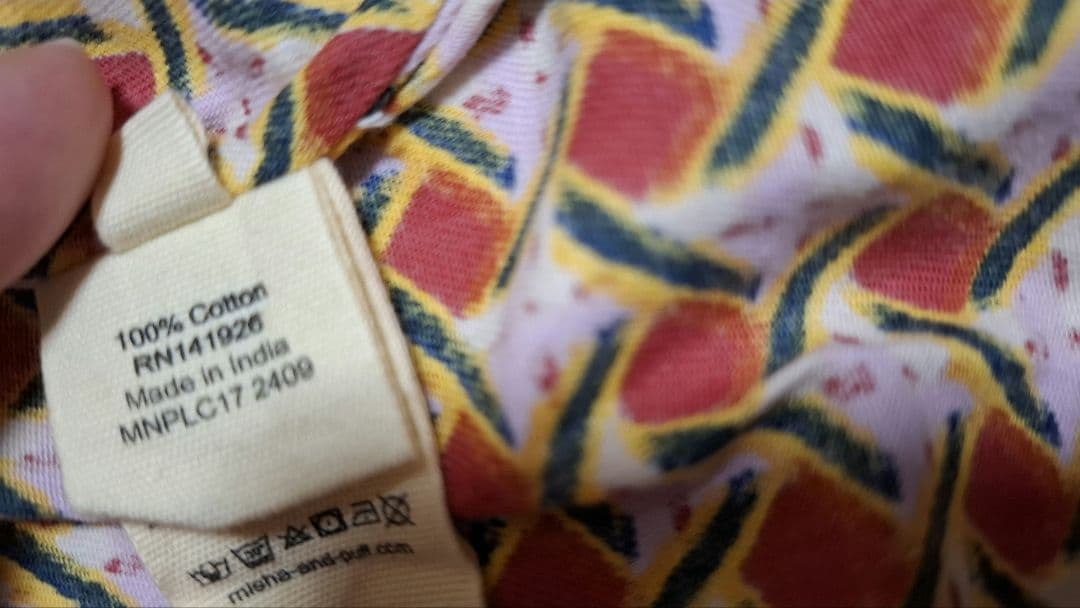 100% Cotton
RN141926
Made in India
MNPLC17 2409
misha-and-puff.com